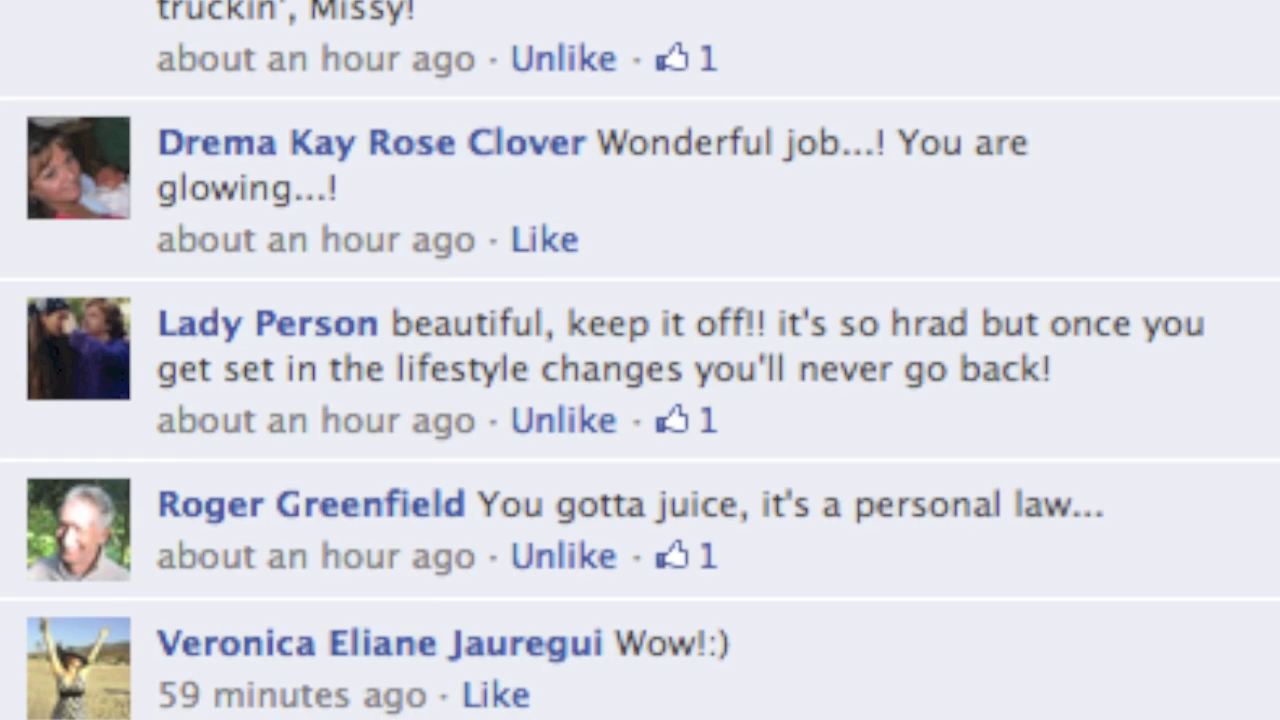 truckin', Missy!
about an hour ago · Unlike · 1
Drema Kay Rose Clover Wonderful job...! You are
glowing...!
about an hour ago · Like
Lady Person beautiful, keep it off!! it's so hrad but once you
get set in the lifestyle changes you'll never go back!
about an hour ago · Unlike · 1
Roger Greenfield You gotta juice, it's a personal law...
about an hour ago · Unlike · 1
Veronica Eliane Jauregui Wow!:)
59 minutes ago · Like